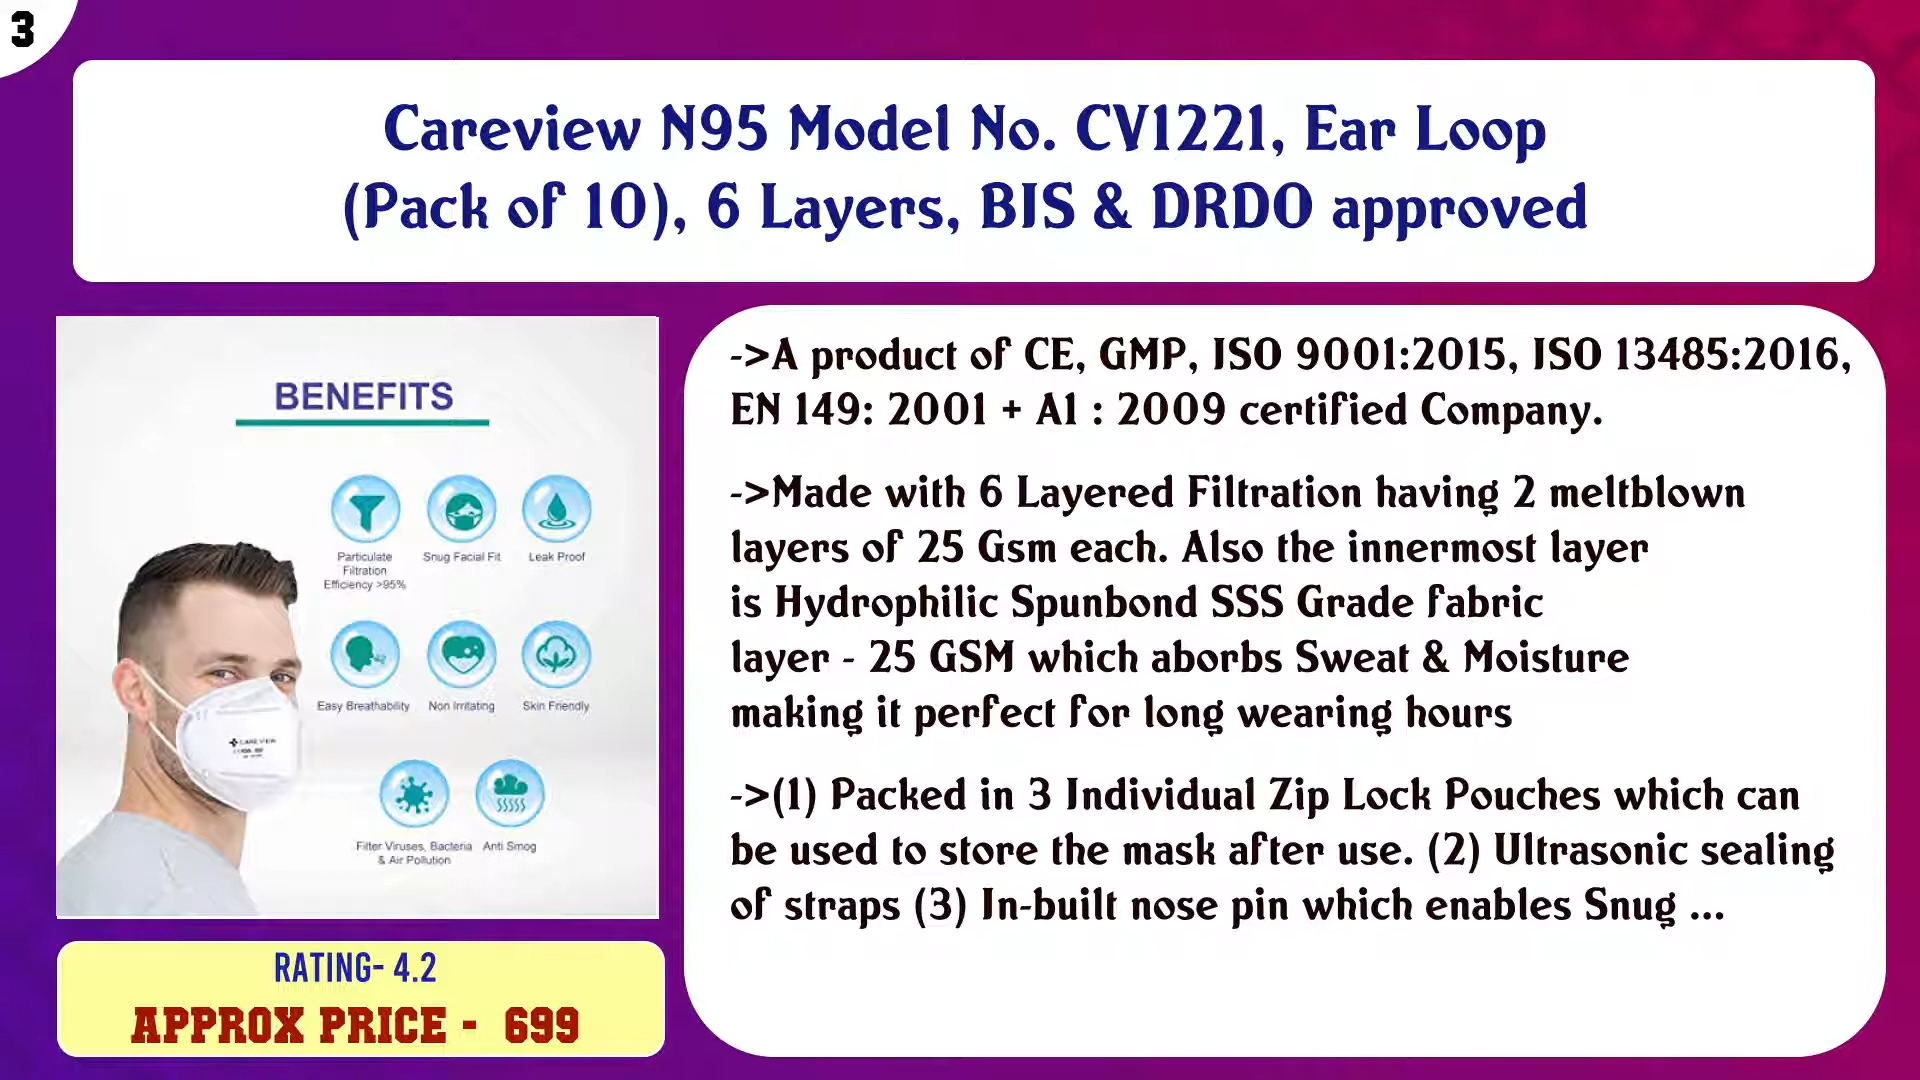 3
Careview N95 Model No. CV1221, Ear Loop
(Pack of 10), 6 Layers, BIS & DRDO approved
BENEFITS
Particulate
Filtration
Efficiency >95%
Snug Facial Fit
Leak Proof
Easy Breathability
Non Irritating
Skin Friendly
Filter Viruses, Bacteria
& Air Pollution
Anti Smog
CARE VIEW
RATING- 4.2
APPROX PRICE - 699
->A product of CE, GMP, ISO 9001:2015, ISO 13485:2016,
EN 149: 2001 + A1 : 2009 certified Company.
->Made with 6 Layered Filtration having 2 meltblown
layers of 25 Gsm each. Also the innermost layer
is Hydrophilic Spunbond SSS Grade fabric
layer - 25 GSM which aborbs Sweat & Moisture
making it perfect for long wearing hours
->(1) Packed in 3 Individual Zip Lock Pouches which can
be used to store the mask after use. (2) Ultrasonic sealing
of straps (3) In-built nose pin which enables Snug ...